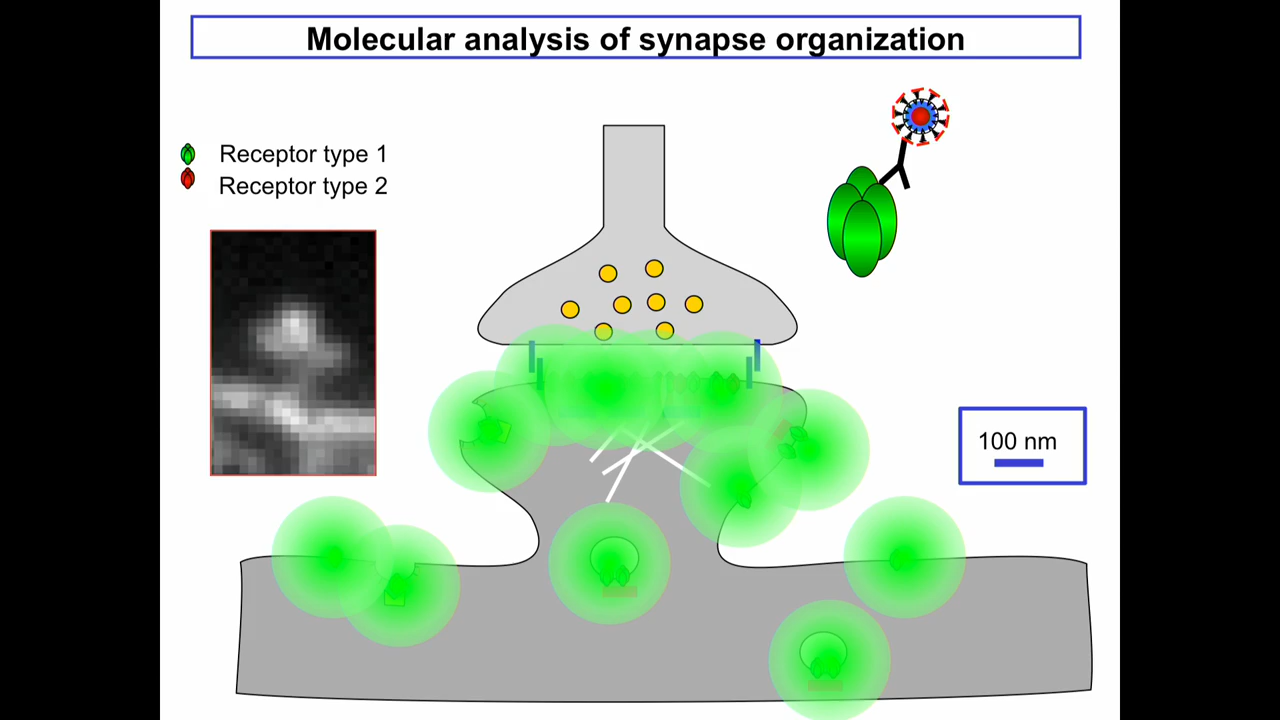 Molecular analysis of synapse organization
Receptor type 1
Receptor type 2
100 nm